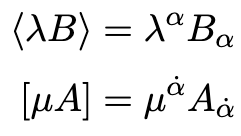 ⟨λB⟩ = λ^α B_α
[μA] = μ^α̇ A_α̇